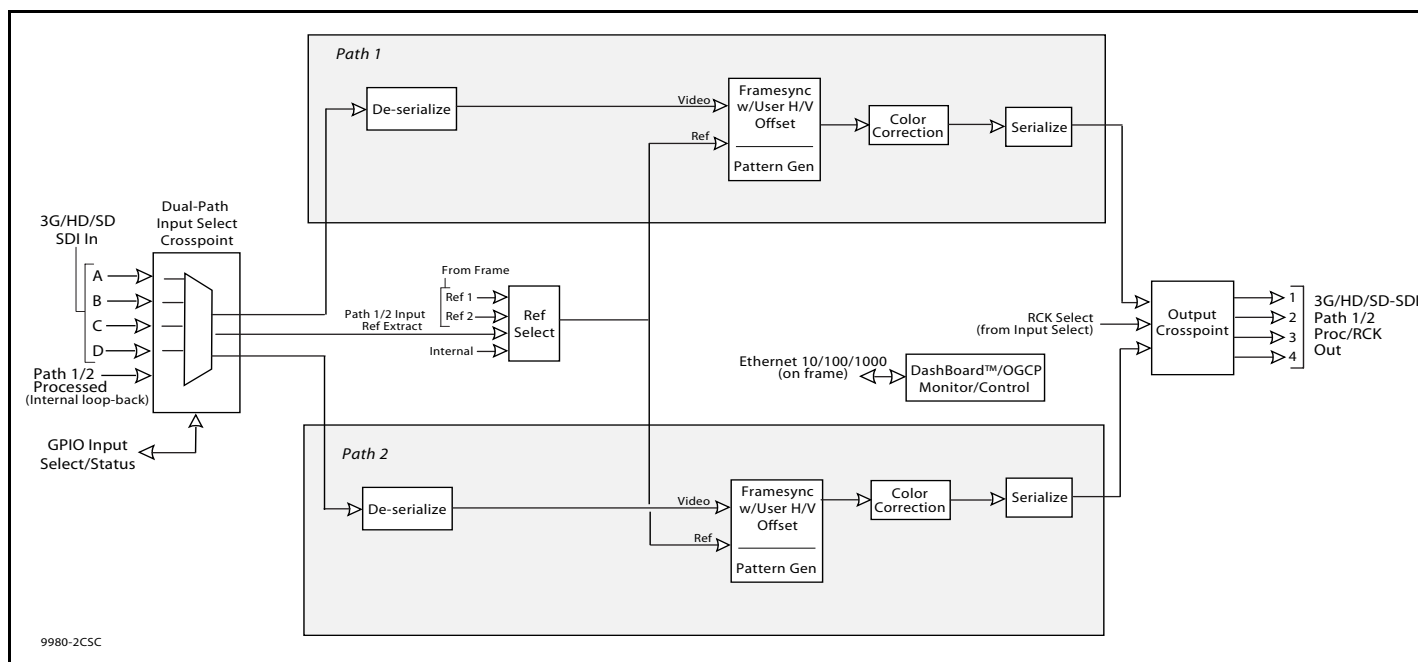 Path 1
De-serialize
Video
Ref
Framesync
w/User H/V
Offset
Pattern Gen
Color
Correction
Serialize
Dual-Path
Input Select
Crosspoint
3G/HD/SD
SDI In
A
B
C
D
Path 1/2
Processed
(Internal loop-back)
GPIO Input
Select/Status
From Frame
Ref 1
Ref 2
Path 1/2 Input
Ref Extract
Internal
Ref
Select
RCK Select
(from Input Select)
Ethernet 10/100/1000
(on frame)
DashBoard™/OGCP
Monitor/Control
Output
Crosspoint
1
2
3
4
3G/HD/SD-SDI
Path 1/2
Proc/RCK
Out
Path 2
De-serialize
Video
Ref
Framesync
w/User H/V
Offset
Pattern Gen
Color
Correction
Serialize
9980-2CSC